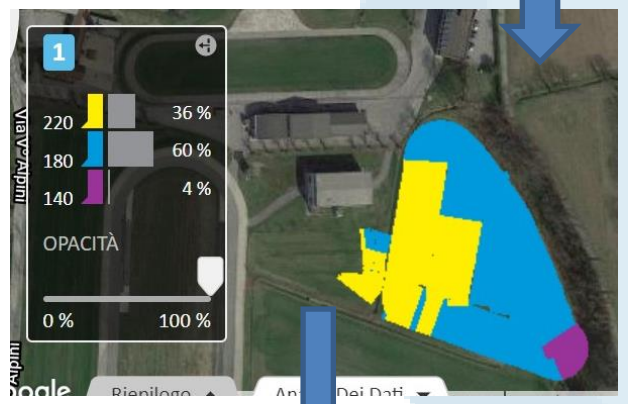 1
220 36 %
180 60 %
140 4 %
OPACITÀ
0 % 100 %
Via V° Alpini
Alpini
Riepilogo
Dei Dati